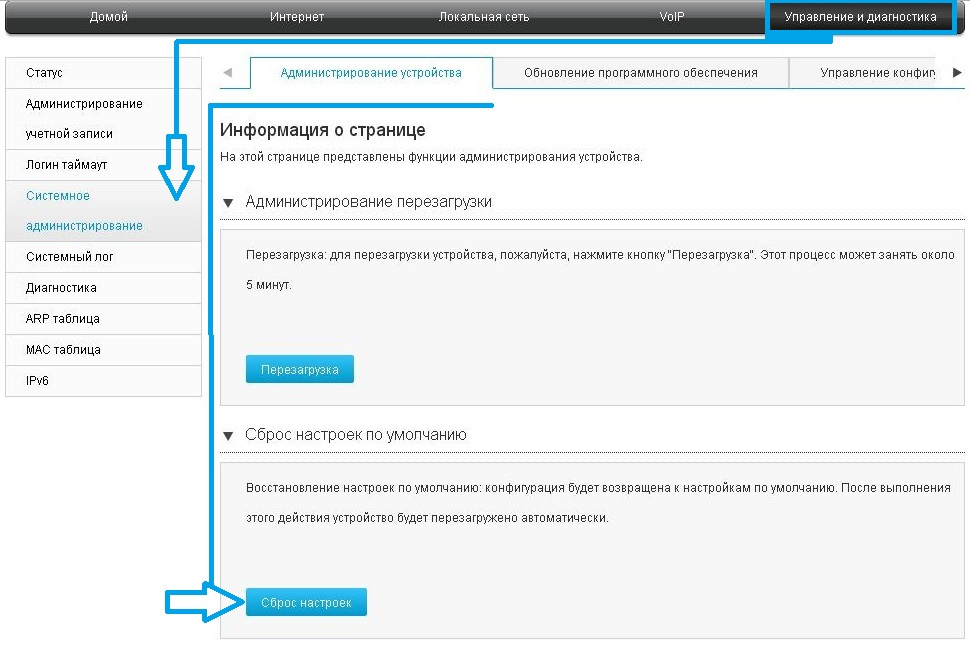 Домой Интернет Локальная сеть VoIP Управление и диагностика
Статус
Администрирование
учетной записи
Логин таймаут
Системное
администрирование
Системный лог
Диагностика
ARP таблица
MAC таблица
IPv6
Администрирование устройства Обновление программного обеспечения Управление конфиг
Информация о странице
На этой странице представлены функции администрирования устройства.
Администрирование перезагрузки
Перезагрузка: для перезагрузки устройства, пожалуйста, нажмите кнопку "Перезагрузка". Этот процесс может занять около
5 минут.
Перезагрузка
Сброс настроек по умолчанию
Восстановление настроек по умолчанию: конфигурация будет возвращена к настройкам по умолчанию. После выполнения
этого действия устройство будет перезагружено автоматически.
Сброс настроек